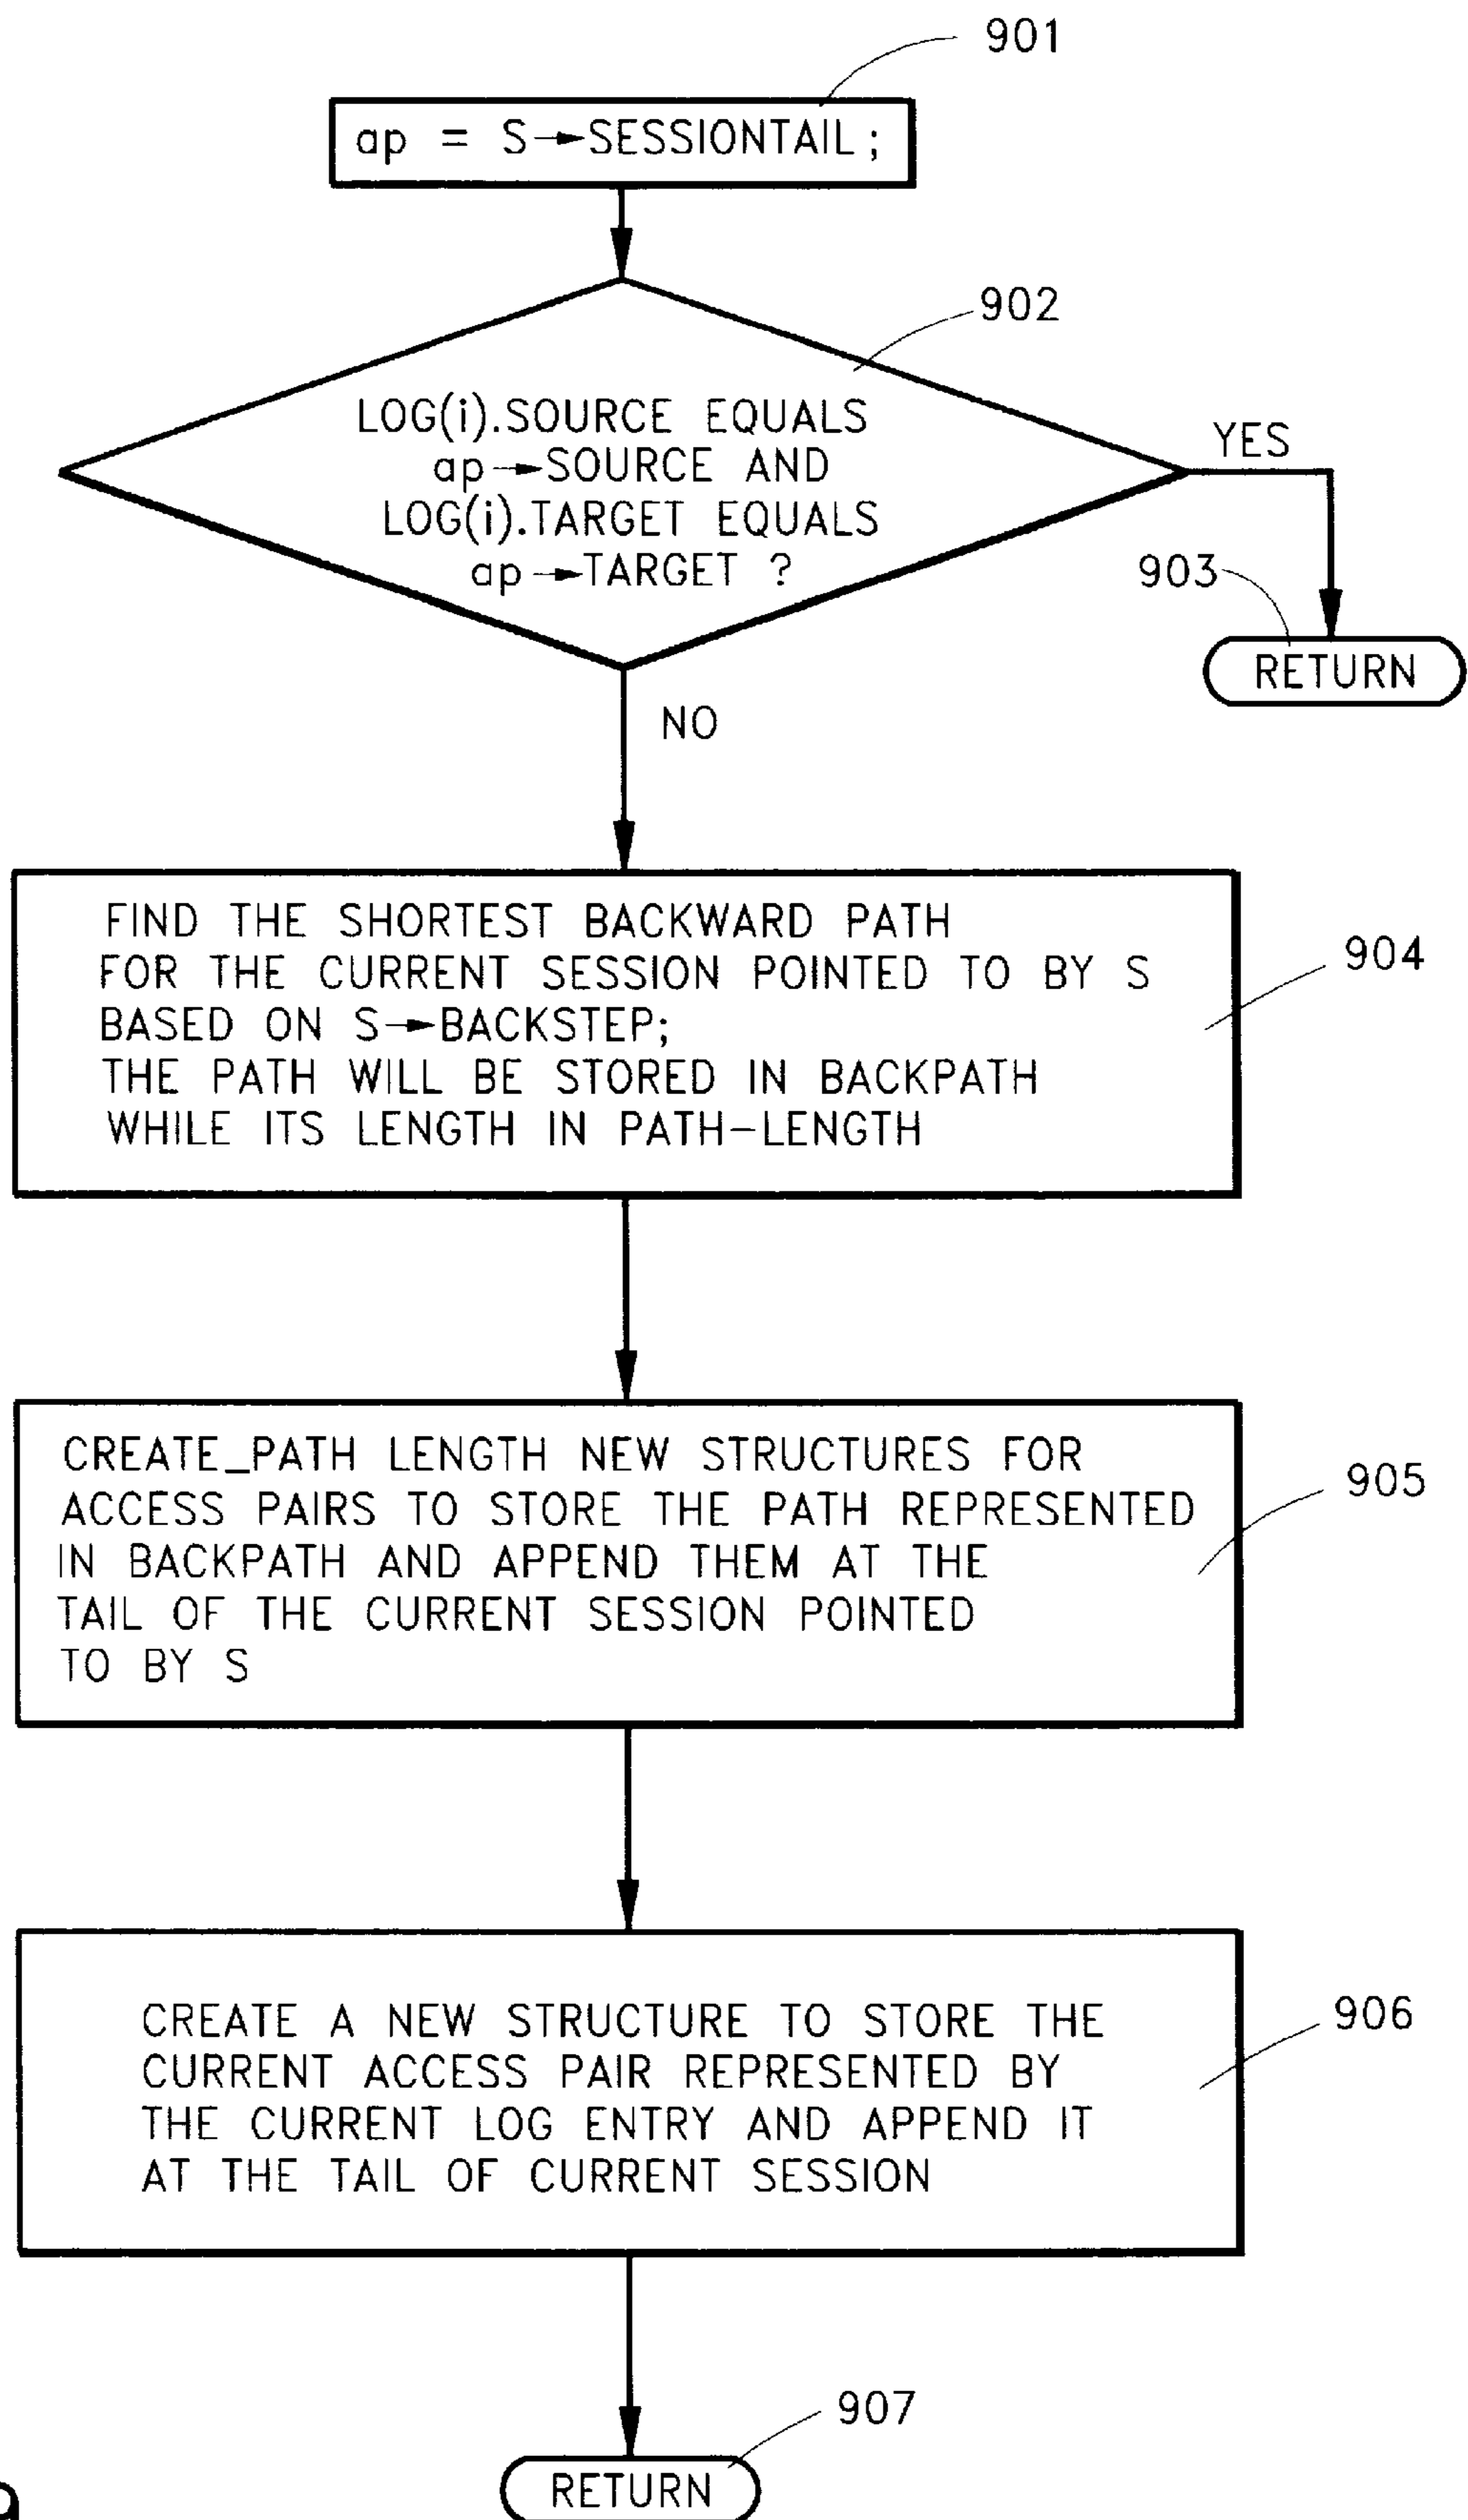 901
ap = S→SESSIONTAIL;
902
LOG(i).SOURCE EQUALS
ap→SOURCE AND
LOG(i).TARGET EQUALS
ap→TARGET ?
YES
903
RETURN
NO
FIND THE SHORTEST BACKWARD PATH
FOR THE CURRENT SESSION POINTED TO BY S
BASED ON S→BACKSTEP;
THE PATH WILL BE STORED IN BACKPATH
WHILE ITS LENGTH IN PATH-LENGTH
904
CREATE_PATH LENGTH NEW STRUCTURES FOR
ACCESS PAIRS TO STORE THE PATH REPRESENTED
IN BACKPATH AND APPEND THEM AT THE
TAIL OF THE CURRENT SESSION POINTED
TO BY S
905
CREATE A NEW STRUCTURE TO STORE THE
CURRENT ACCESS PAIR REPRESENTED BY
THE CURRENT LOG ENTRY AND APPEND IT
AT THE TAIL OF CURRENT SESSION
906
907
RETURN